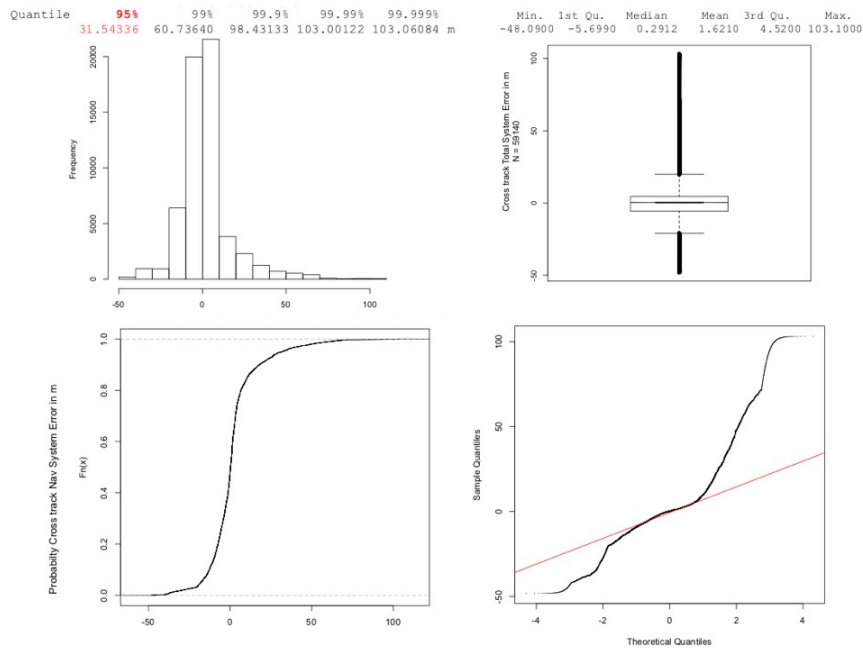 Quantile 95% 99% 99.9% 99.99% 99.999%
31.54336 60.73640 98.43133 103.00122 103.06084 m
Frequency
0 5000 10000 15000 20000
-50 0 50 100
Min. 1st Qu. Median Mean 3rd Qu. Max.
-48.0900 -5.6990 0.2912 1.6210 4.5200 103.1000
Cross track Total System Error in m
N = 59140
-50 0 50 100
Probabilty Cross track Nav System Error in m
Fn(x)
0.0 0.2 0.4 0.6 0.8 1.0
-50 0 50 100
Sample Quantiles
-50 0 50 100
-4 -2 0 2 4
Theoretical Quantiles